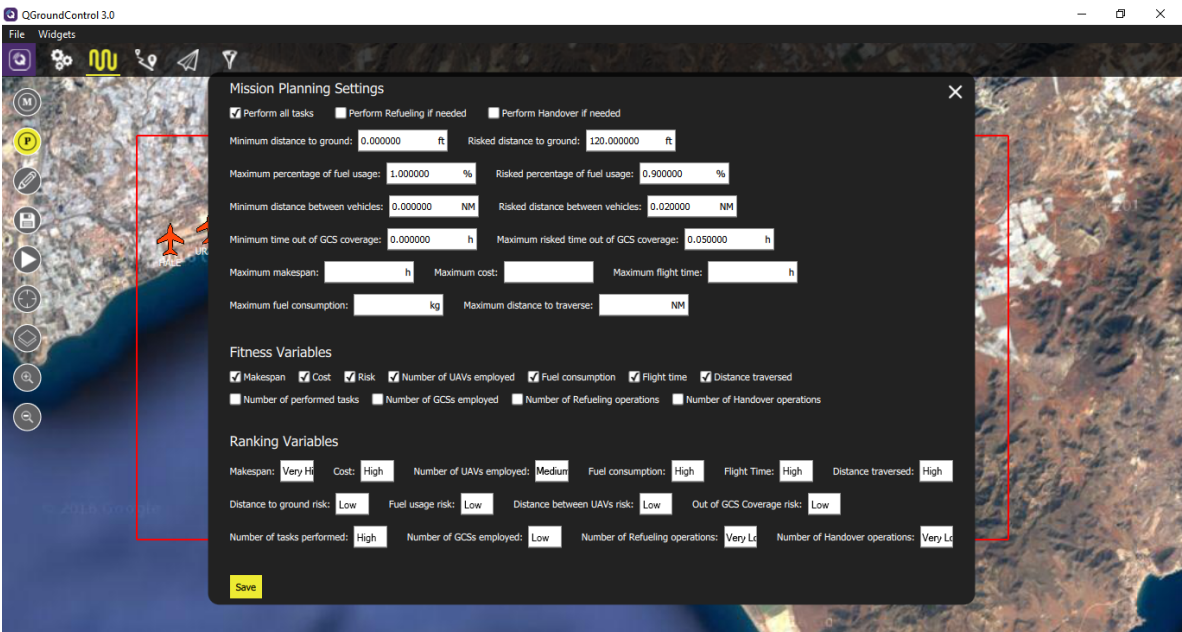 QGroundControl 3.0
File Widgets
Mission Planning Settings
Perform all tasks Perform Refueling if needed Perform Handover if needed
Minimum distance to ground: 0.000000 ft Risked distance to ground: 120.000000 ft
Maximum percentage of fuel usage: 1.000000 % Risked percentage of fuel usage: 0.900000 %
Minimum distance between vehicles: 0.000000 NM Risked distance between vehicles: 0.020000 NM
Minimum time out of GCS coverage: 0.000000 h Maximum risked time out of GCS coverage: 0.050000 h
Maximum makespan: h Maximum cost: Maximum flight time: h
Maximum fuel consumption: kg Maximum distance to traverse: NM
Fitness Variables
Makespan Cost Risk Number of UAVs employed Fuel consumption Flight time Distance traversed
Number of performed tasks Number of GCSs employed Number of Refueling operations Number of Handover operations
Ranking Variables
Makespan: Very Hi Cost: High Number of UAVs employed: Medium Fuel consumption: High Flight Time: High Distance traversed: High
Distance to ground risk: Low Fuel usage risk: Low Distance between UAVs risk: Low Out of GCS Coverage risk: Low
Number of tasks performed: High Number of GCSs employed: Low Number of Refueling operations: Very Lo Number of Handover operations: Very Lo
Save
M
P